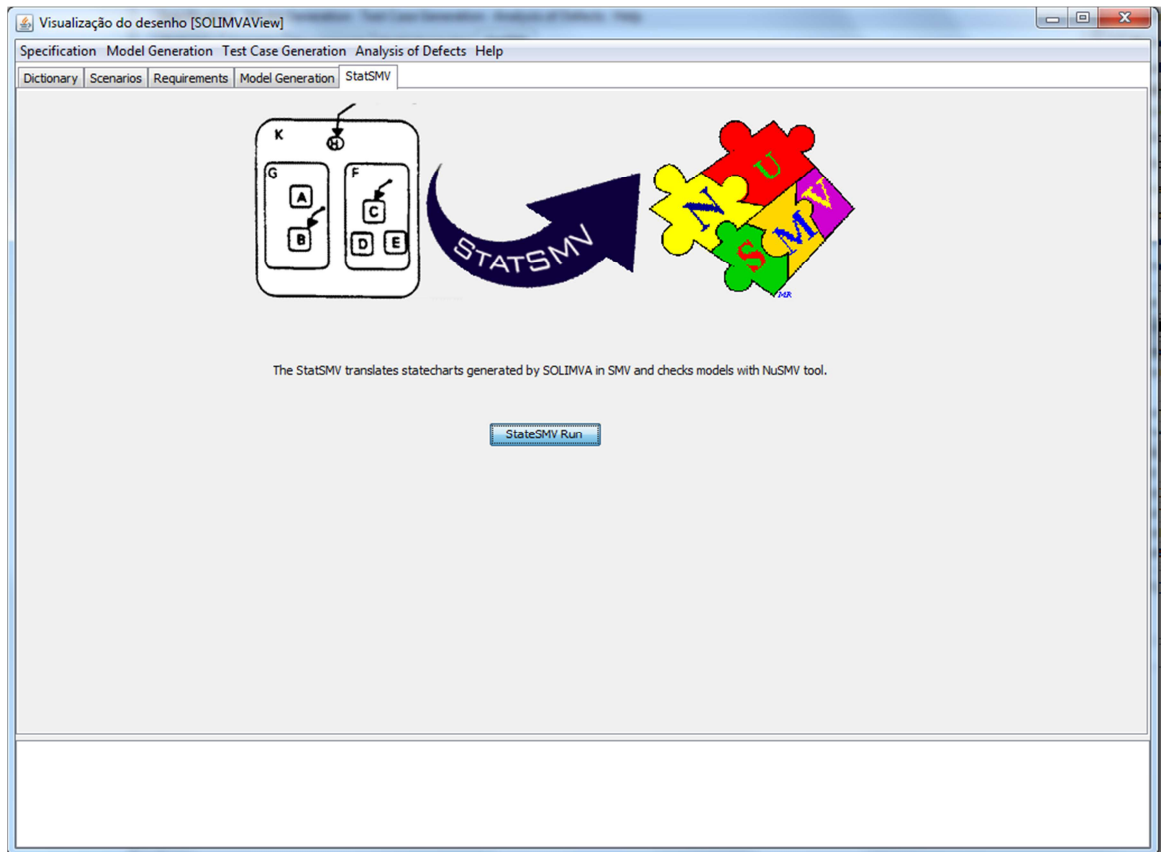 Visualização do desenho [SOLIMVAView]
Specification Model Generation Test Case Generation Analysis of Defects Help
Dictionary Scenarios Requirements Model Generation StatSMV
K
H
G F
A
C
B
D E
STATSMV
N U S M V
MR
The StatSMV translates statecharts generated by SOLIMVA in SMV and checks models with NuSMV tool.
StateSMV Run